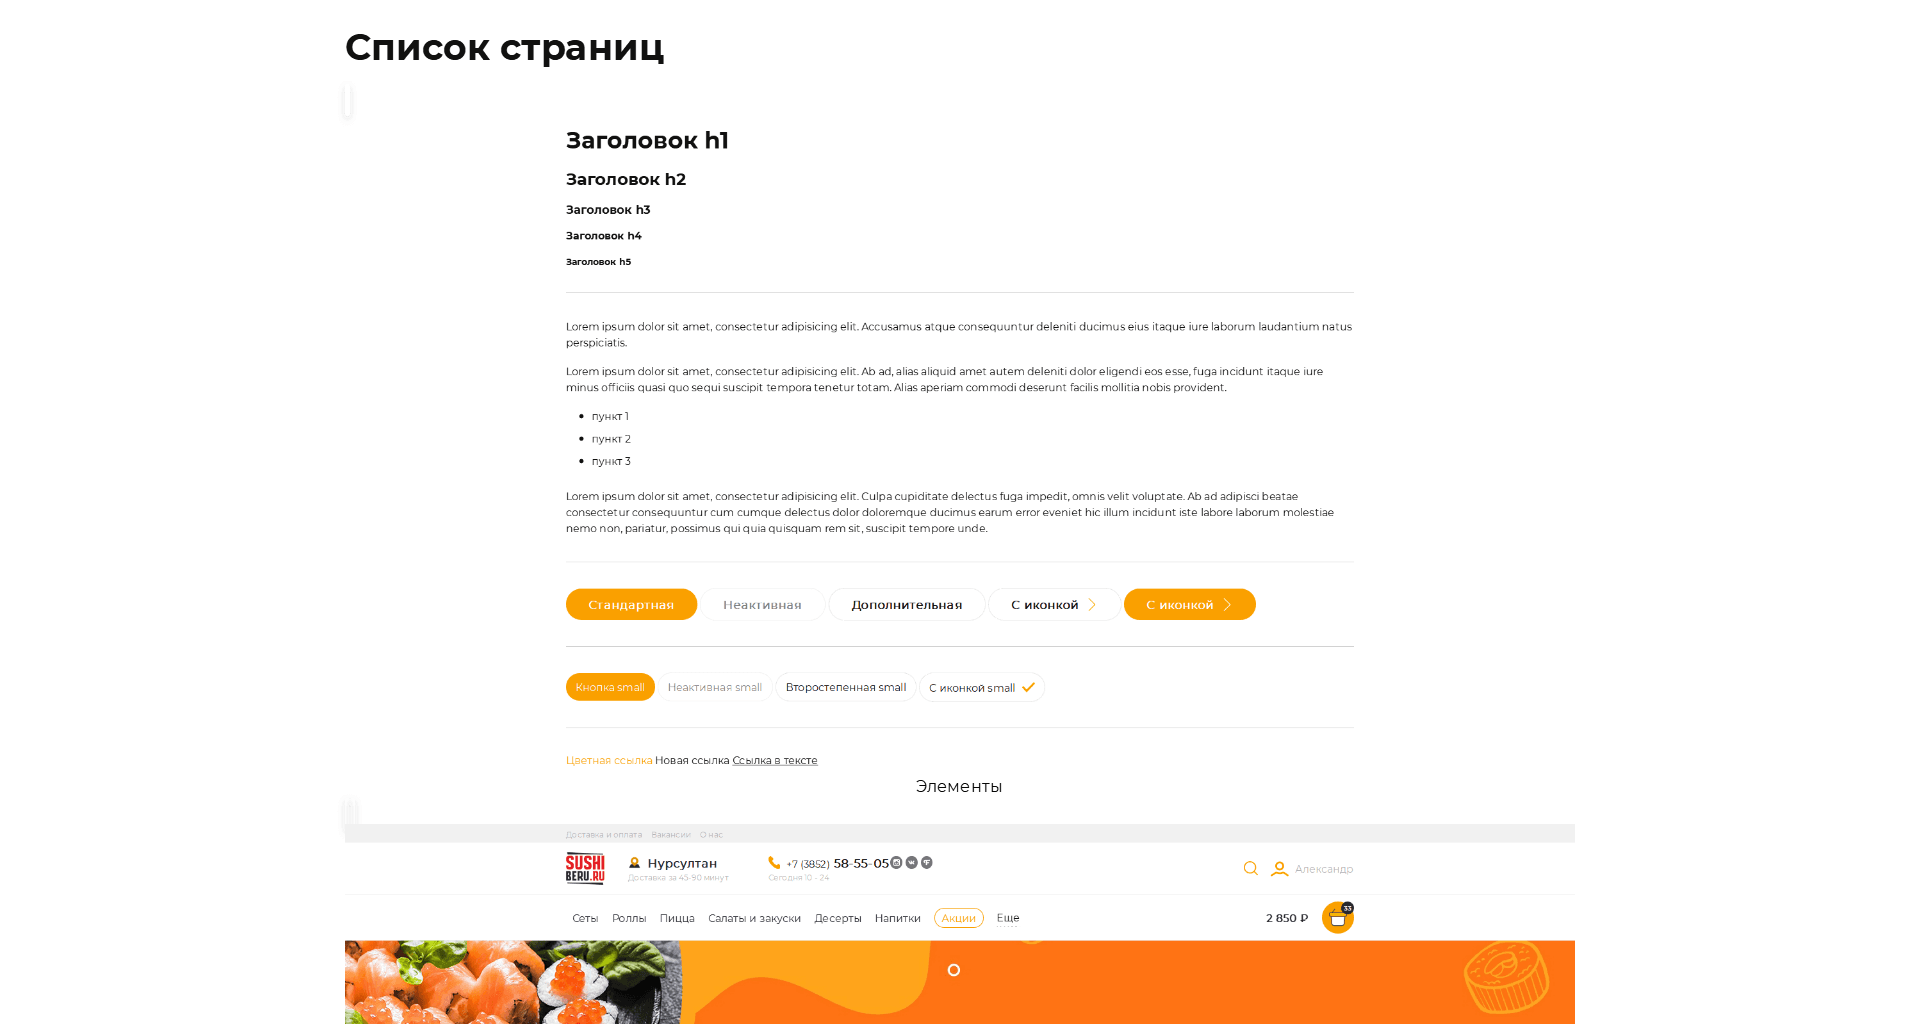 Список страниц
Заголовок h1
Заголовок h2
Заголовок h3
Заголовок h4
Заголовок h5
Lorem ipsum dolor sit amet, consectetur adipisicing elit. Accusamus atque consequuntur deleniti ducimus eius itaque iure laborum laudantium natus
perspiciatis.
Lorem ipsum dolor sit amet, consectetur adipisicing elit. Ab ad, alias aliquid amet autem deleniti dolor eligendi eos esse, fuga incidunt itaque iure
minus officiis quasi quo sequi suscipit tempora tenetur totam. Alias aperiam commodi deserunt facilis mollitia nobis provident.
пункт 1
пункт 2
пункт 3
Lorem ipsum dolor sit amet, consectetur adipisicing elit. Culpa cupiditate delectus fuga impedit, omnis velit voluptate. Ab ad adipisci beatae
consectetur consequuntur cum cumque delectus dolor doloremque ducimus earum error eveniet hic illum incidunt iste labore laborum molestiae
nemo non, pariatur, possimus qui quia quisquam rem sit, suscipit tempore unde.
Стандартная Неактивная Дополнительная С иконкой С иконкой
Кнопка small Неактивная small Второстепенная small С иконкой small
Цветная ссылка Новая ссылка Ссылка в тексте
Элементы
Доставка и оплата Вакансии О нас
SUSHI
BERU.RU
Нурсултан +7 (3852) 58-55-05 Александр
Доставка за 45-90 минут Сегодня 10 - 24
Сеты Роллы Пицца Салаты и закуски Десерты Напитки Акции Еще 2 850 ₽ 33